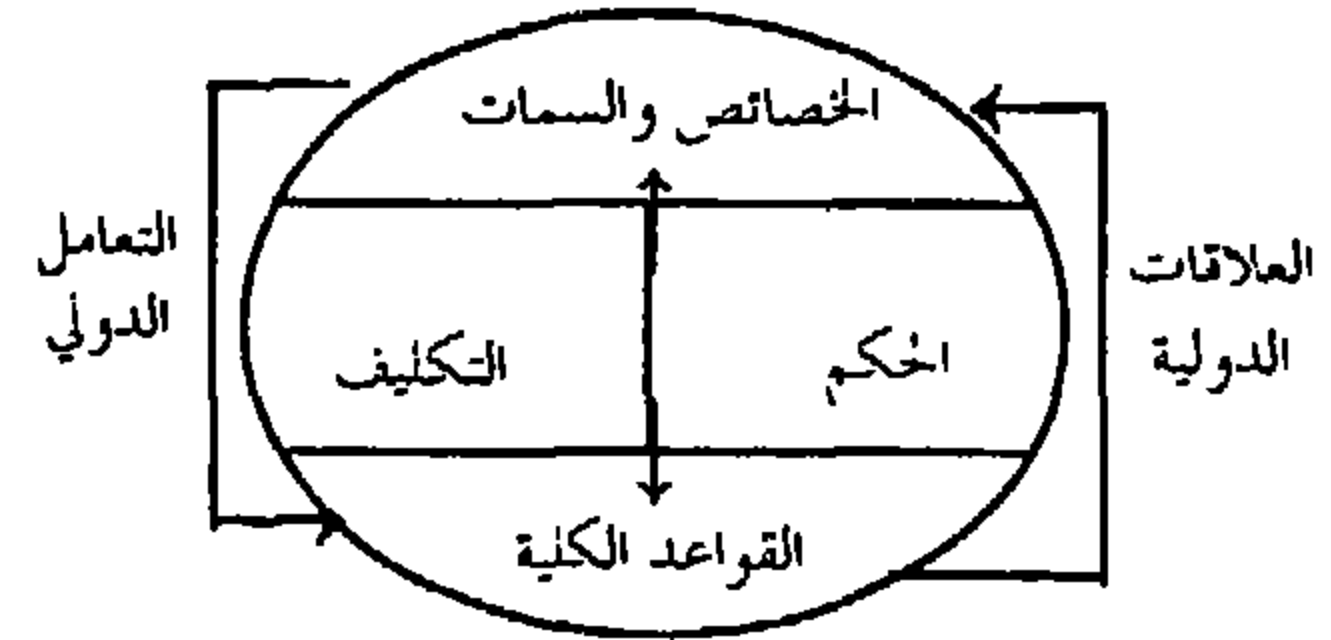 الخصائص والسمات
العلاقات
الدولية
التعامل
الدولي
الحكم
التكليف
القواعد الكلية